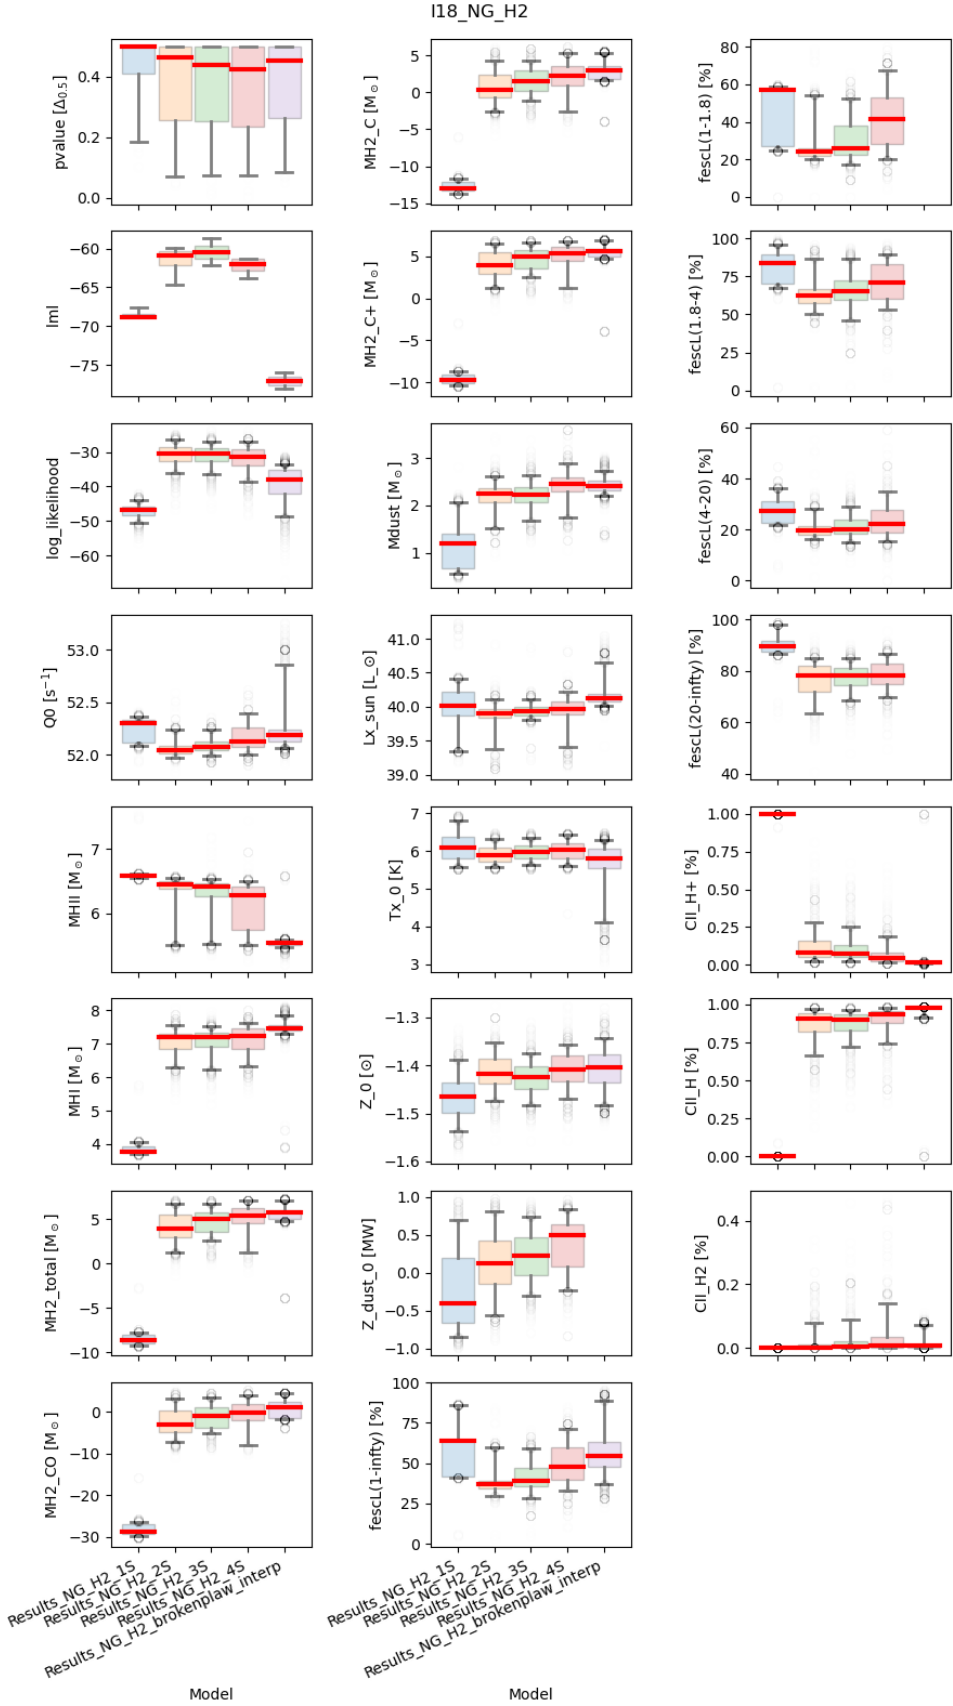 I18_NG_H2
pvalue [Δ0.5]
0.4
0.2
0.0
MH2_C [M⊙]
5
0
−5
−10
−15
fescL(1-1.8) [%]
80
60
40
20
0
lml
−60
−65
−70
−75
MH2_C+ [M⊙]
5
0
−5
−10
fescL(1.8-4) [%]
100
75
50
25
0
log_likelihood
−30
−40
−50
−60
Mdust [M⊙]
3
2
1
fescL(4-20) [%]
60
40
20
0
Q0 [s−1]
53.0
52.5
52.0
Lx_sun [L_⊙]
41.0
40.5
40.0
39.5
39.0
fescL(20-infty) [%]
100
80
60
40
MHII [M⊙]
7
6
Tx_0 [K]
7
6
5
4
3
CII_H+ [%]
1.00
0.75
0.50
0.25
0.00
MHI [M⊙]
8
7
6
5
4
Z_0 [⊙]
−1.3
−1.4
−1.5
−1.6
CII_H [%]
1.00
0.75
0.50
0.25
0.00
MH2_total [M⊙]
5
0
−5
−10
Z_dust_0 [MW]
1.0
0.5
0.0
−0.5
−1.0
CII_H2 [%]
0.4
0.2
0.0
MH2_CO [M⊙]
0
−10
−20
−30
fescL(1-infty) [%]
100
75
50
25
0
Results_NG_H2_1S
Results_NG_H2_2S
Results_NG_H2_3S
Results_NG_H2_4S
Results_NG_H2_brokenplaw_interp
Model
Results_NG_H2_1S
Results_NG_H2_2S
Results_NG_H2_3S
Results_NG_H2_4S
Results_NG_H2_brokenplaw_interp
Model